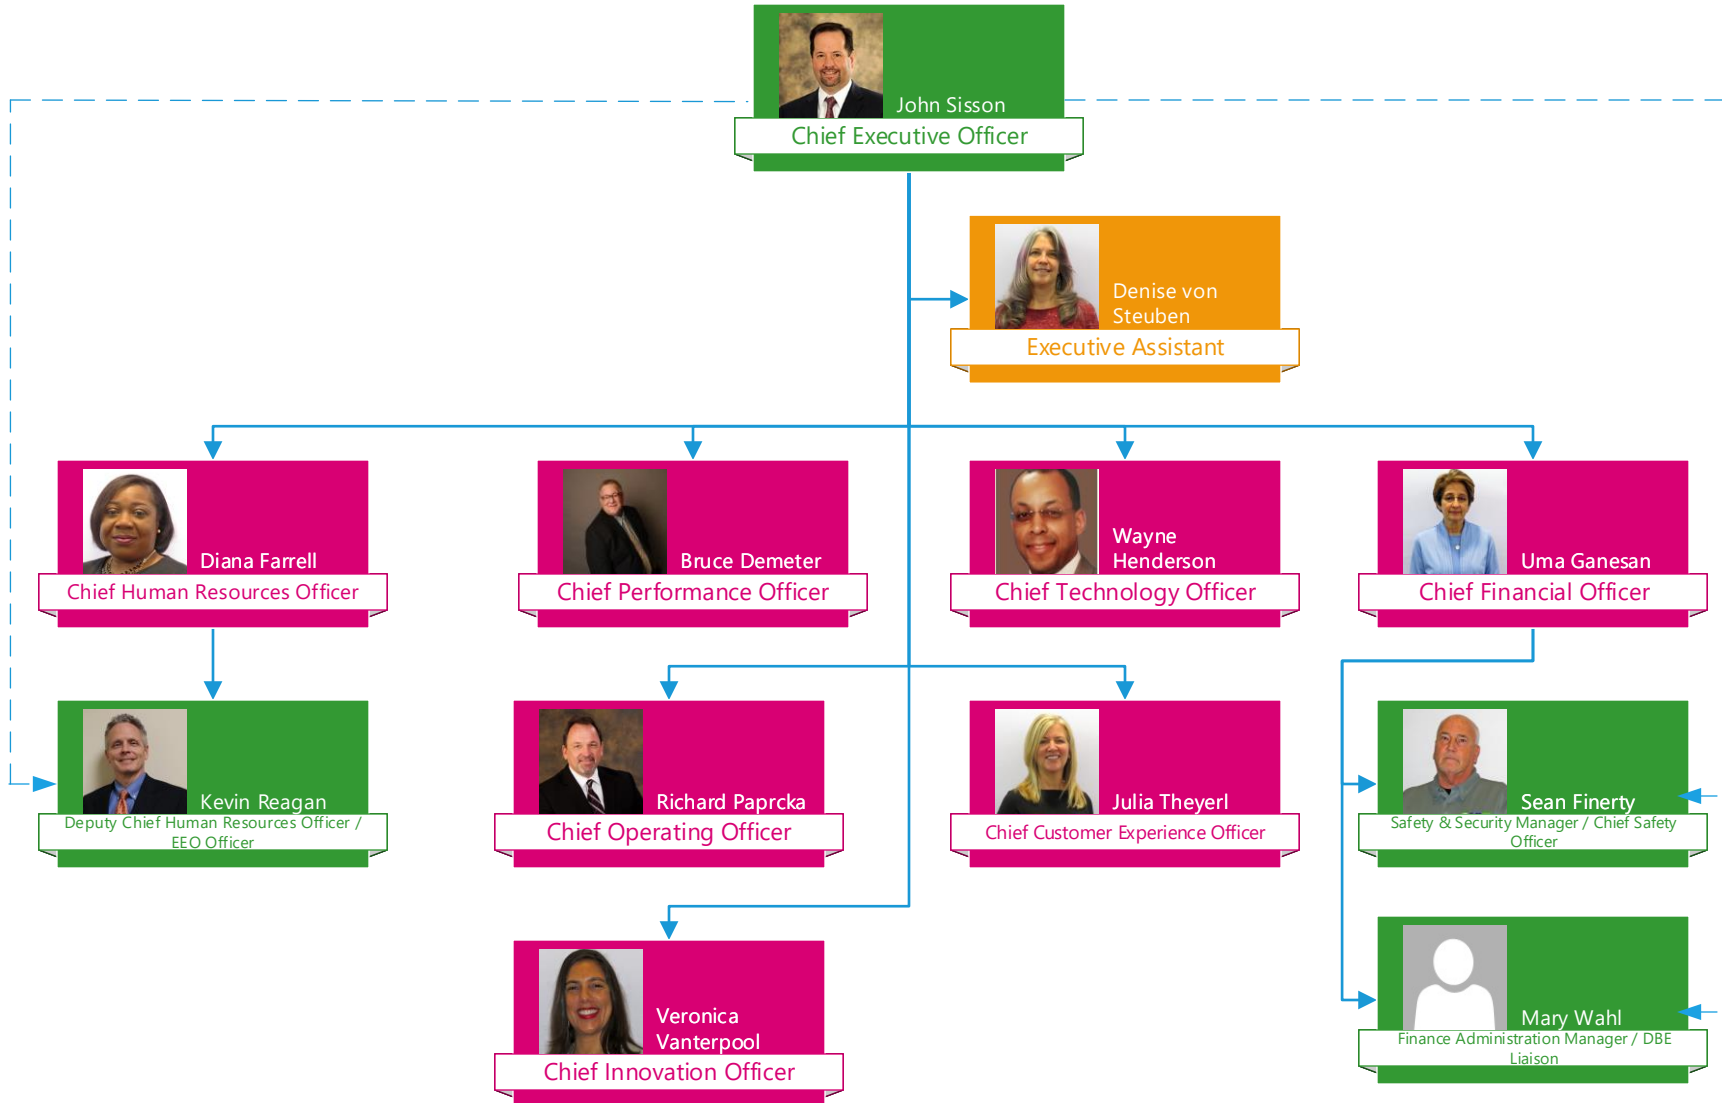 John Sisson
Chief Executive Officer
Denise von
Steuben
Executive Assistant
Diana Farrell
Chief Human Resources Officer
Bruce Demeter
Chief Performance Officer
Wayne
Henderson
Chief Technology Officer
Uma Ganesan
Chief Financial Officer
Kevin Reagan
Deputy Chief Human Resources Officer /
EEO Officer
Richard Paprcka
Chief Operating Officer
Julia Theyerl
Chief Customer Experience Officer
Sean Finerty
Safety & Security Manager / Chief Safety
Officer
Veronica
Vanterpool
Chief Innovation Officer
Mary Wahl
Finance Administration Manager / DBE
Liaison